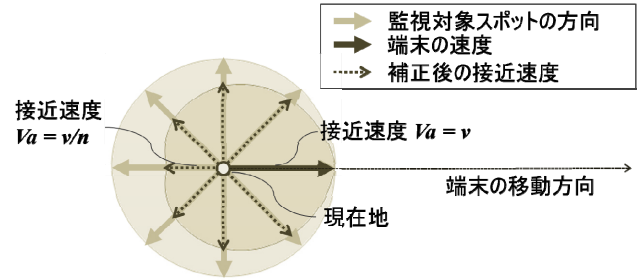 監視対象スポットの方向
端末の速度
補正後の接近速度
接近速度
Va = v/n
接近速度 Va = v
端末の移動方向
現在地